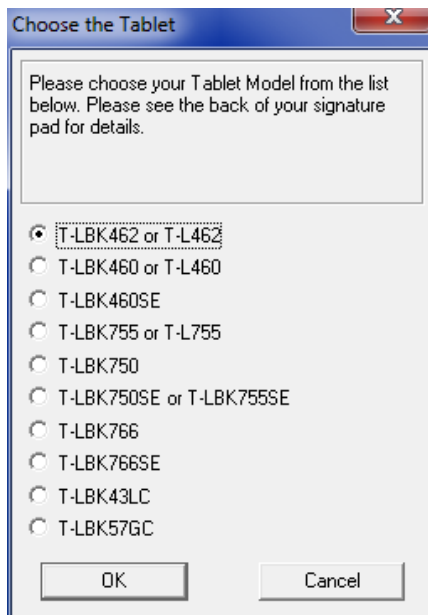 Choose the Tablet
Please choose your Tablet Model from the list
below. Please see the back of your signature
pad for details.
T-LBK462 or T-L462
T-LBK460 or T-L460
T-LBK460SE
T-LBK755 or T-L755
T-LBK750
T-LBK750SE or T-LBK755SE
T-LBK766
T-LBK766SE
T-LBK43LC
T-LBK57GC
OK
Cancel